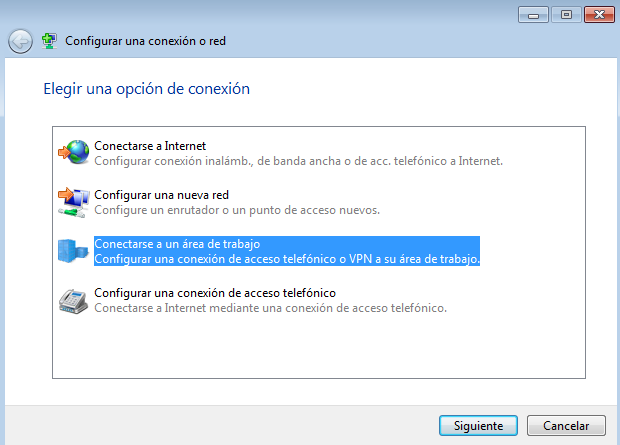 Configurar una conexión o red
Elegir una opción de conexión
Conectarse a Internet
Configurar conexión inalámb., de banda ancha o de acc. telefónico a Internet.
Configurar una nueva red
Configure un enrutador o un punto de acceso nuevos.
Conectarse a un área de trabajo
Configurar una conexión de acceso telefónico o VPN a su área de trabajo.
Configurar una conexión de acceso telefónico
Conectarse a Internet mediante una conexión de acceso telefónico.
Siguiente
Cancelar